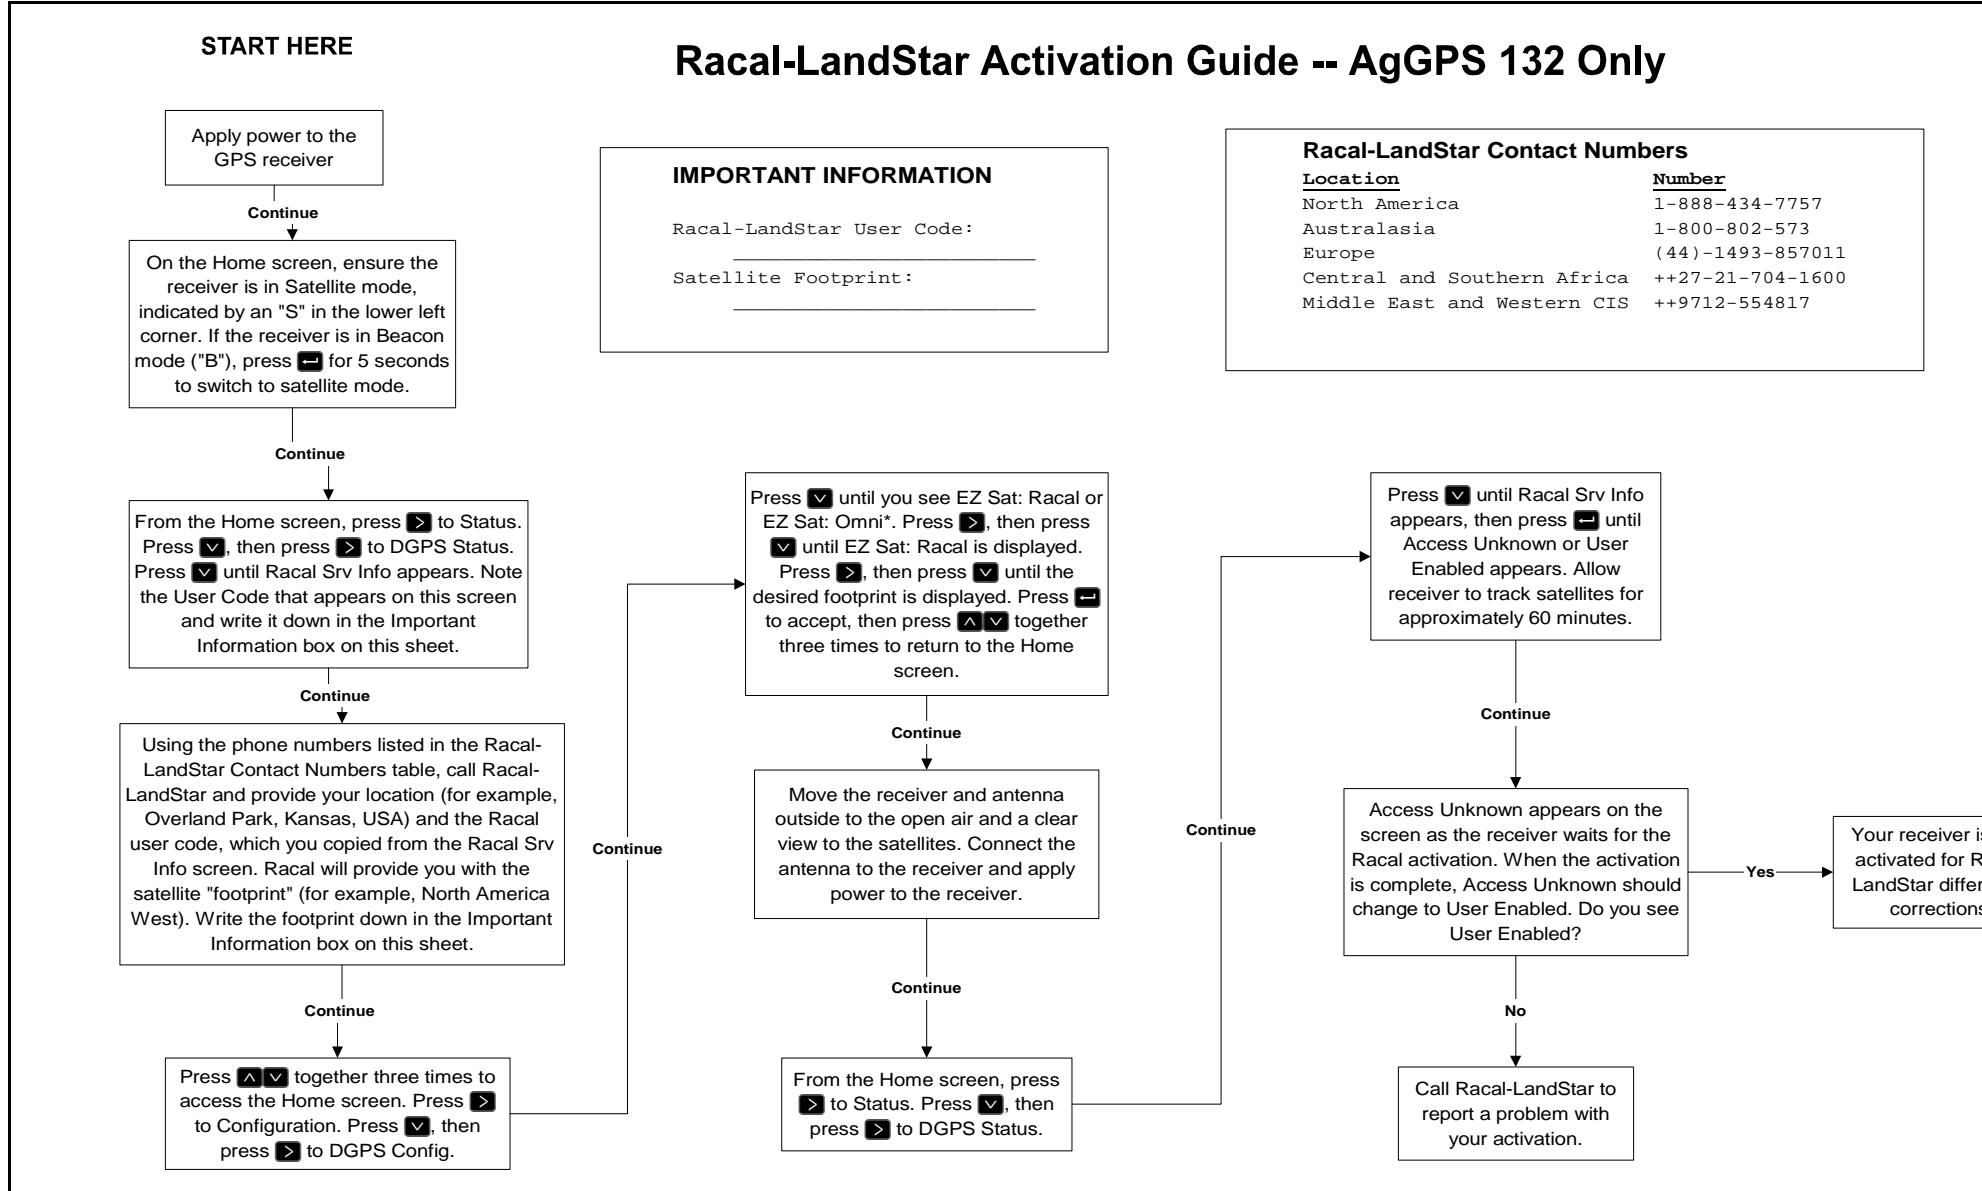 START HERE
Racal-LandStar Activation Guide -- AgGPS 132 Only
Apply power to the
GPS receiver
Continue
On the Home screen, ensure the
receiver is in Satellite mode,
indicated by an "S" in the lower left
corner. If the receiver is in Beacon
mode ("B"), press for 5 seconds
to switch to satellite mode.
Continue
From the Home screen, press to Status.
Press , then press to DGPS Status.
Press until Racal Srv Info appears. Note
the User Code that appears on this screen
and write it down in the Important
Information box on this sheet.
Continue
Using the phone numbers listed in the Racal-
LandStar Contact Numbers table, call Racal-
LandStar and provide your location (for example,
Overland Park, Kansas, USA) and the Racal
user code, which you copied from the Racal Srv
Info screen. Racal will provide you with the
satellite "footprint" (for example, North America
West). Write the footprint down in the Important
Information box on this sheet.
Continue
Press together three times to
access the Home screen. Press
to Configuration. Press , then
press to DGPS Config.
Continue
IMPORTANT INFORMATION
Racal-LandStar User Code:
Satellite Footprint:
Racal-LandStar Contact Numbers
Location Number
North America 1-888-434-7757
Australasia 1-800-802-573
Europe (44)-1493-857011
Central and Southern Africa ++27-21-704-1600
Middle East and Western CIS ++9712-554817
Press until you see EZ Sat: Racal or
EZ Sat: Omni*. Press , then press
until EZ Sat: Racal is displayed.
Press , then press until the
desired footprint is displayed. Press
to accept, then press together
three times to return to the Home
screen.
Continue
Move the receiver and antenna
outside to the open air and a clear
view to the satellites. Connect the
antenna to the receiver and apply
power to the receiver.
Continue
From the Home screen, press
to Status. Press , then
press to DGPS Status.
Continue
Press until Racal Srv Info
appears, then press until
Access Unknown or User
Enabled appears. Allow
receiver to track satellites for
approximately 60 minutes.
Continue
Access Unknown appears on the
screen as the receiver waits for the
Racal activation. When the activation
is complete, Access Unknown should
change to User Enabled. Do you see
User Enabled?
Yes
Your receiver
activated for
LandStar
corrections
No
Call Racal-LandStar to
report a problem with
your activation.